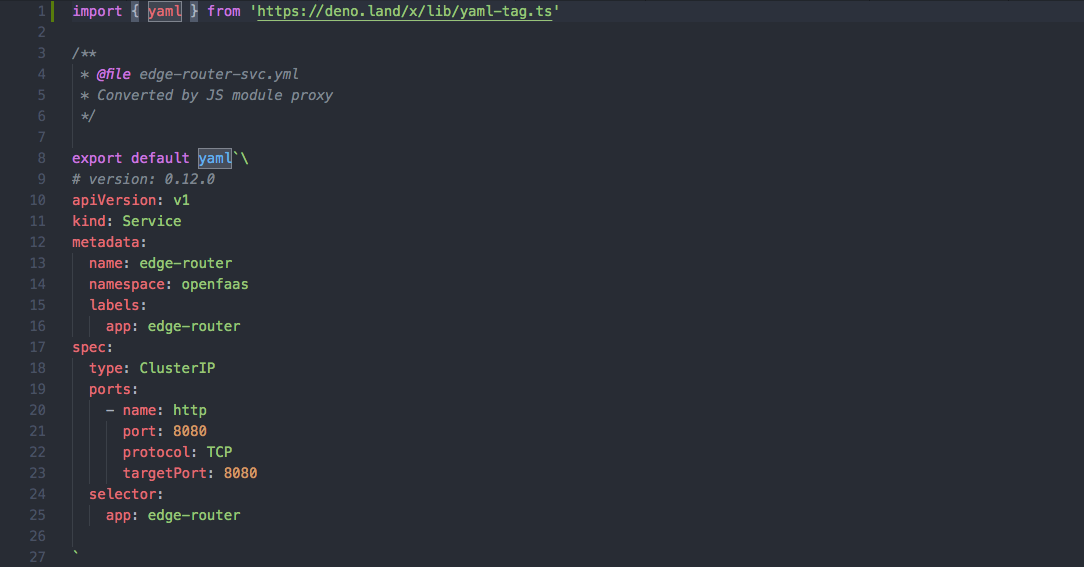 1 import { yaml } from 'https://deno.land/x/lib/yaml-tag.ts'
2
3 /**
4  * @file edge-router-svc.yml
5  * Converted by JS module proxy
6  */
7
8 export default yaml`\
9 # version: 0.12.0
10 apiVersion: v1
11 kind: Service
12 metadata:
13   name: edge-router
14   namespace: openfaas
15   labels:
16     app: edge-router
17 spec:
18   type: ClusterIP
19   ports:
20     - name: http
21       port: 8080
22       protocol: TCP
23       targetPort: 8080
24   selector:
25     app: edge-router
26
27 `